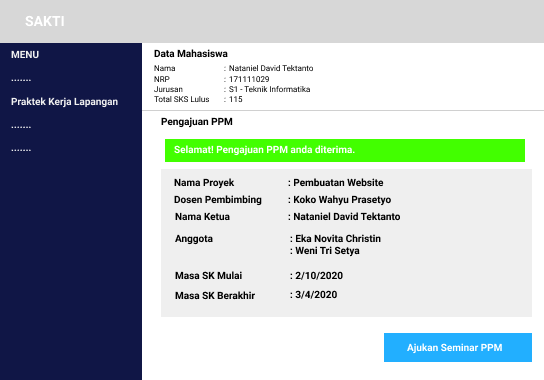 SAKTI
MENU
.......
Praktek Kerja Lapangan
.......
.......
Data Mahasiswa
Nama : Nataniel David Tektanto
NRP : 171111029
Jurusan : S1 - Teknik Informatika
Total SKS Lulus : 115
Pengajuan PPM
Selamat! Pengajuan PPM anda diterima.
Nama Proyek : Pembuatan Website
Dosen Pembimbing : Koko Wahyu Prasetyo
Nama Ketua : Nataniel David Tektanto
Anggota : Eka Novita Christin
: Weni Tri Setya
Masa SK Mulai : 2/10/2020
Masa SK Berakhir : 3/4/2020
Ajukan Seminar PPM